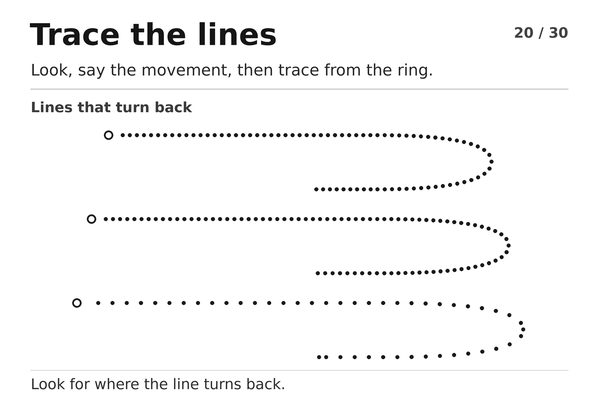 Trace the lines
20 / 30
Look, say the movement, then trace from the ring.
Lines that turn back
Look for where the line turns back.